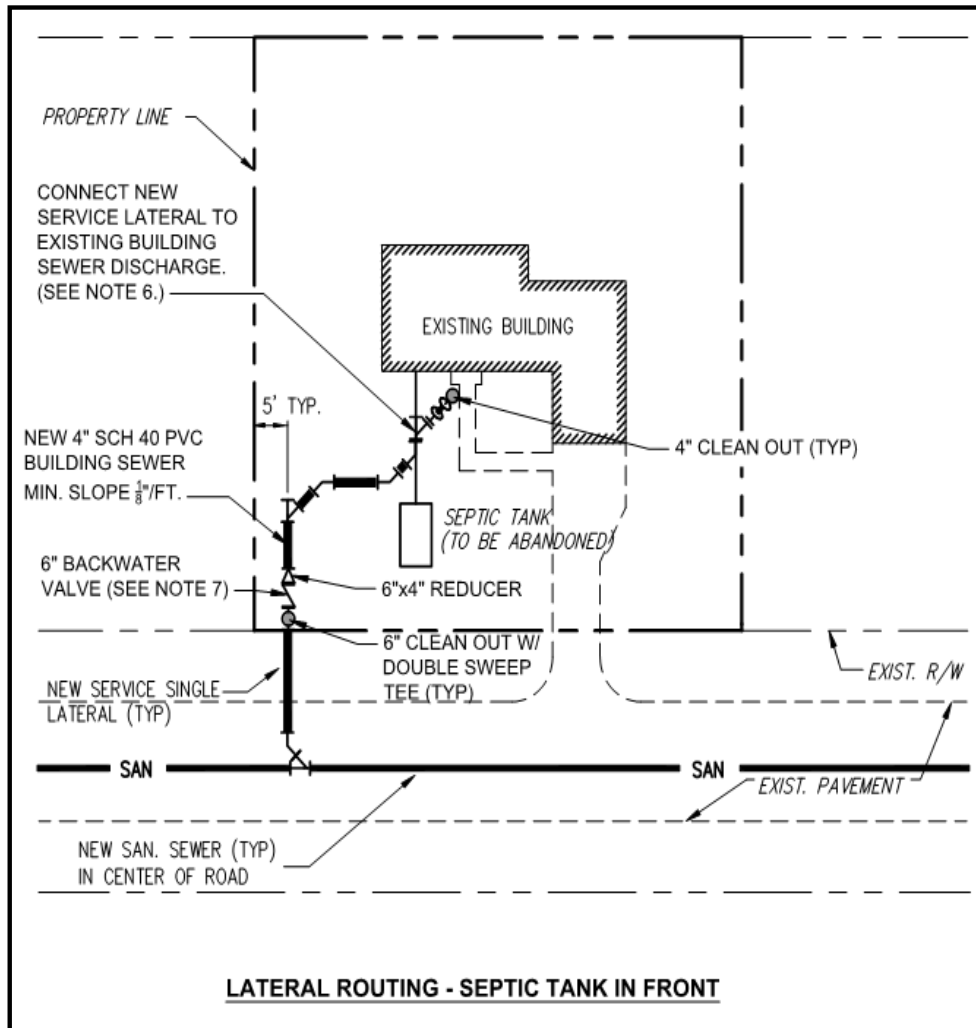 PROPERTY LINE
CONNECT NEW
SERVICE LATERAL TO
EXISTING BUILDING
SEWER DISCHARGE.
(SEE NOTE 6.)
EXISTING BUILDING
5' TYP.
NEW 4" SCH 40 PVC
BUILDING SEWER
MIN. SLOPE 1/8"/FT.
4" CLEAN OUT (TYP)
SEPTIC TANK
(TO BE ABANDONED)
6" BACKWATER
VALVE (SEE NOTE 7)
6"x4" REDUCER
6" CLEAN OUT W/
DOUBLE SWEEP
TEE (TYP)
EXIST. R/W
NEW SERVICE SINGLE
LATERAL (TYP)
SAN
SAN
EXIST. PAVEMENT
NEW SAN. SEWER (TYP)
IN CENTER OF ROAD
LATERAL ROUTING - SEPTIC TANK IN FRONT